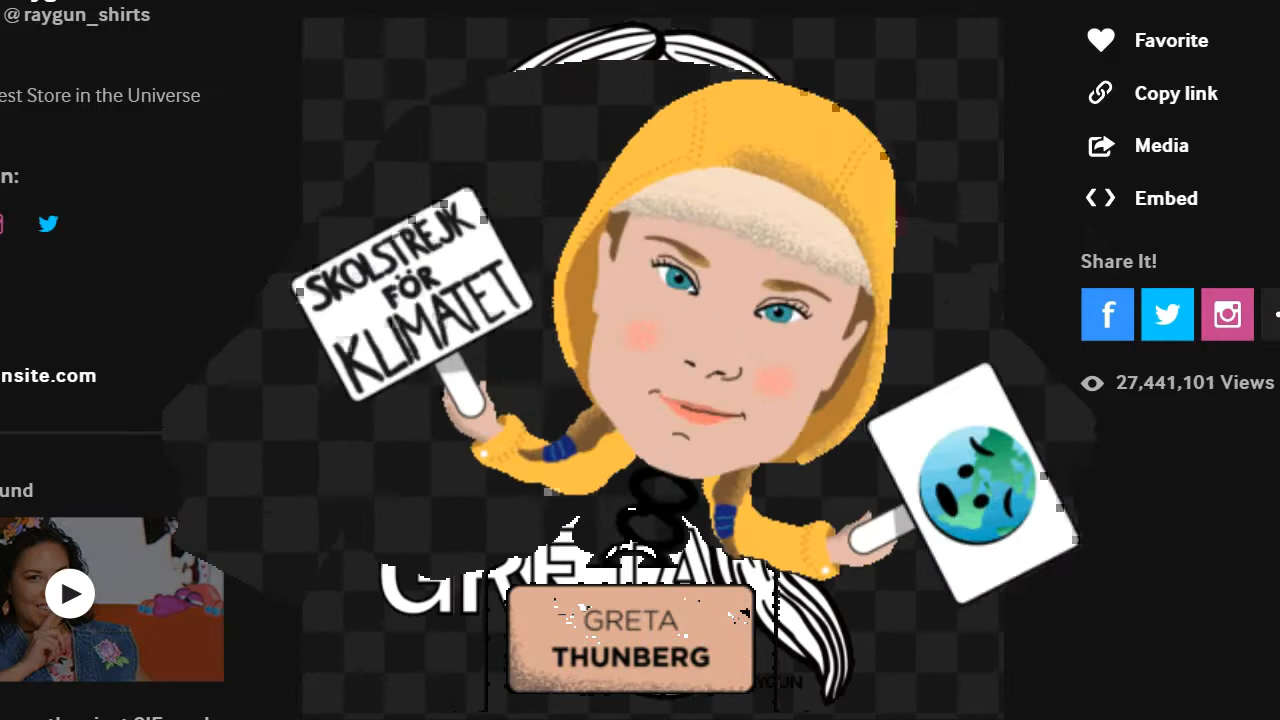 @raygun_shirts
est Store in the Universe
n:
nsite.com
und
SKOLSTREJK
FÖR
KLIMATET
GRETA
GRETA
THUNBERG
Favorite
Copy link
Media
Embed
Share It!
f
27,441,101 Views